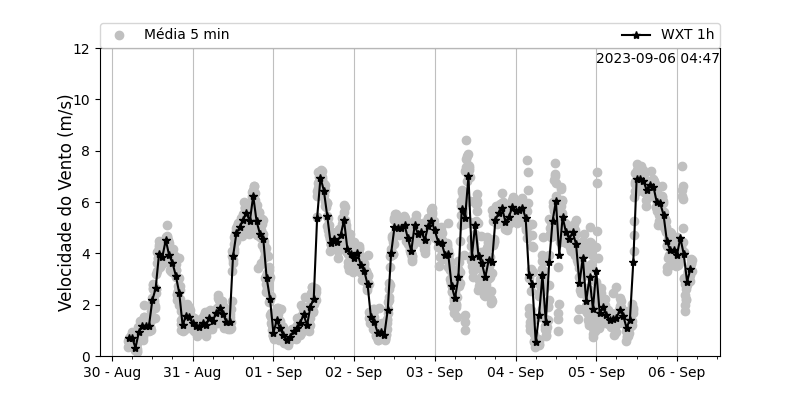 Média 5 min
WXT 1h
2023-09-06 04:47
Velocidade do Vento (m/s)
12
10
8
6
4
2
0
30 - Aug
31 - Aug
01 - Sep
02 - Sep
03 - Sep
04 - Sep
05 - Sep
06 - Sep